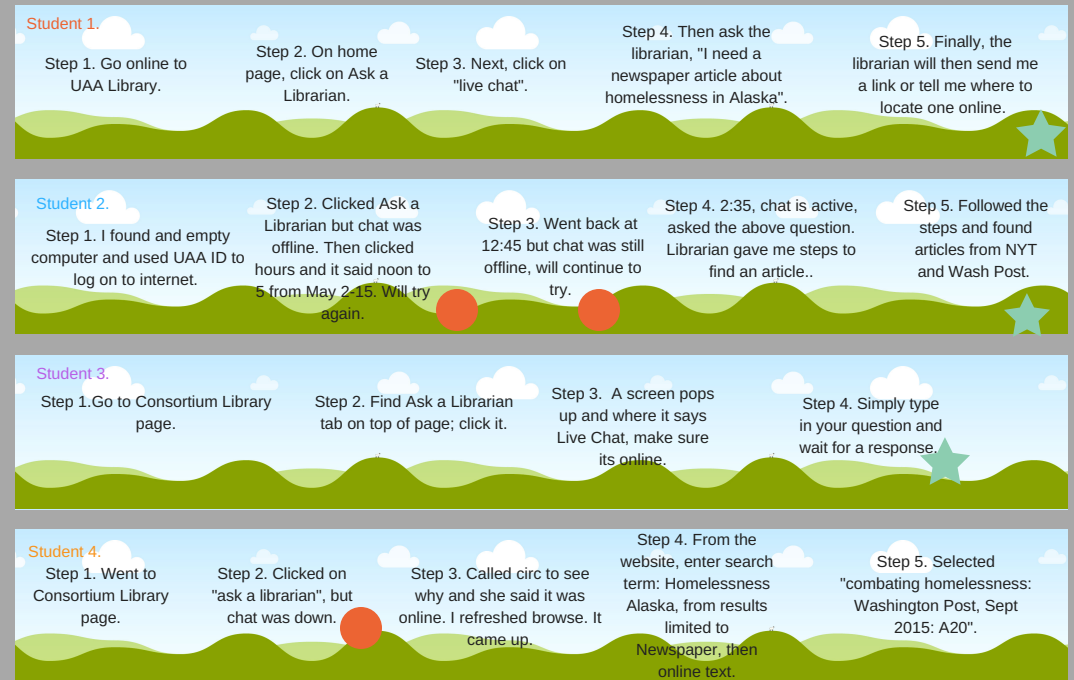 Student 1.
Step 1. Go online to
UAA Library.
Step 2. On home
page, click on Ask a
Librarian.
Step 3. Next, click on
"live chat".
Step 4. Then ask the
librarian, "I need a
newspaper article about
homelessness in Alaska".
Step 5. Finally, the
librarian will then send me
a link or tell me where to
locate one online.
Student 2.
Step 1. I found and empty
computer and used UAA ID to
log on to internet.
Step 2. Clicked Ask a
Librarian but chat was
offline. Then clicked
hours and it said noon to
5 from May 2-15. Will try
again.
Step 3. Went back at
12:45 but chat was still
offline, will continue to
try.
Step 4. 2:35, chat is active,
asked the above question.
Librarian gave me steps to
find an article..
Step 5. Followed the
steps and found
articles from NYT
and Wash Post.
Student 3.
Step 1.Go to Consortium Library
page.
Step 2. Find Ask a Librarian
tab on top of page; click it.
Step 3.  A screen pops
up and where it says
Live Chat, make sure
its online.
Step 4. Simply type
in your question and
wait for a response.
Student 4.
Step 1. Went to
Consortium Library
page.
Step 2. Clicked on
"ask a librarian", but
chat was down.
Step 3. Called circ to see
why and she said it was
online. I refreshed browse. It
came up.
Step 4. From the
website, enter search
term: Homelessness
Alaska, from results
limited to
Newspaper, then
online text.
Step 5. Selected
"combating homelessness:
Washington Post, Sept
2015: A20".